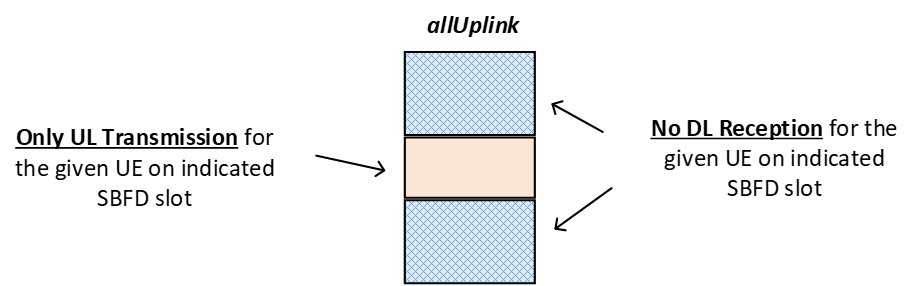 allUplink
Only UL Transmission for
the given UE on indicated
SBFD slot
No DL Reception for the
given UE on indicated
SBFD slot